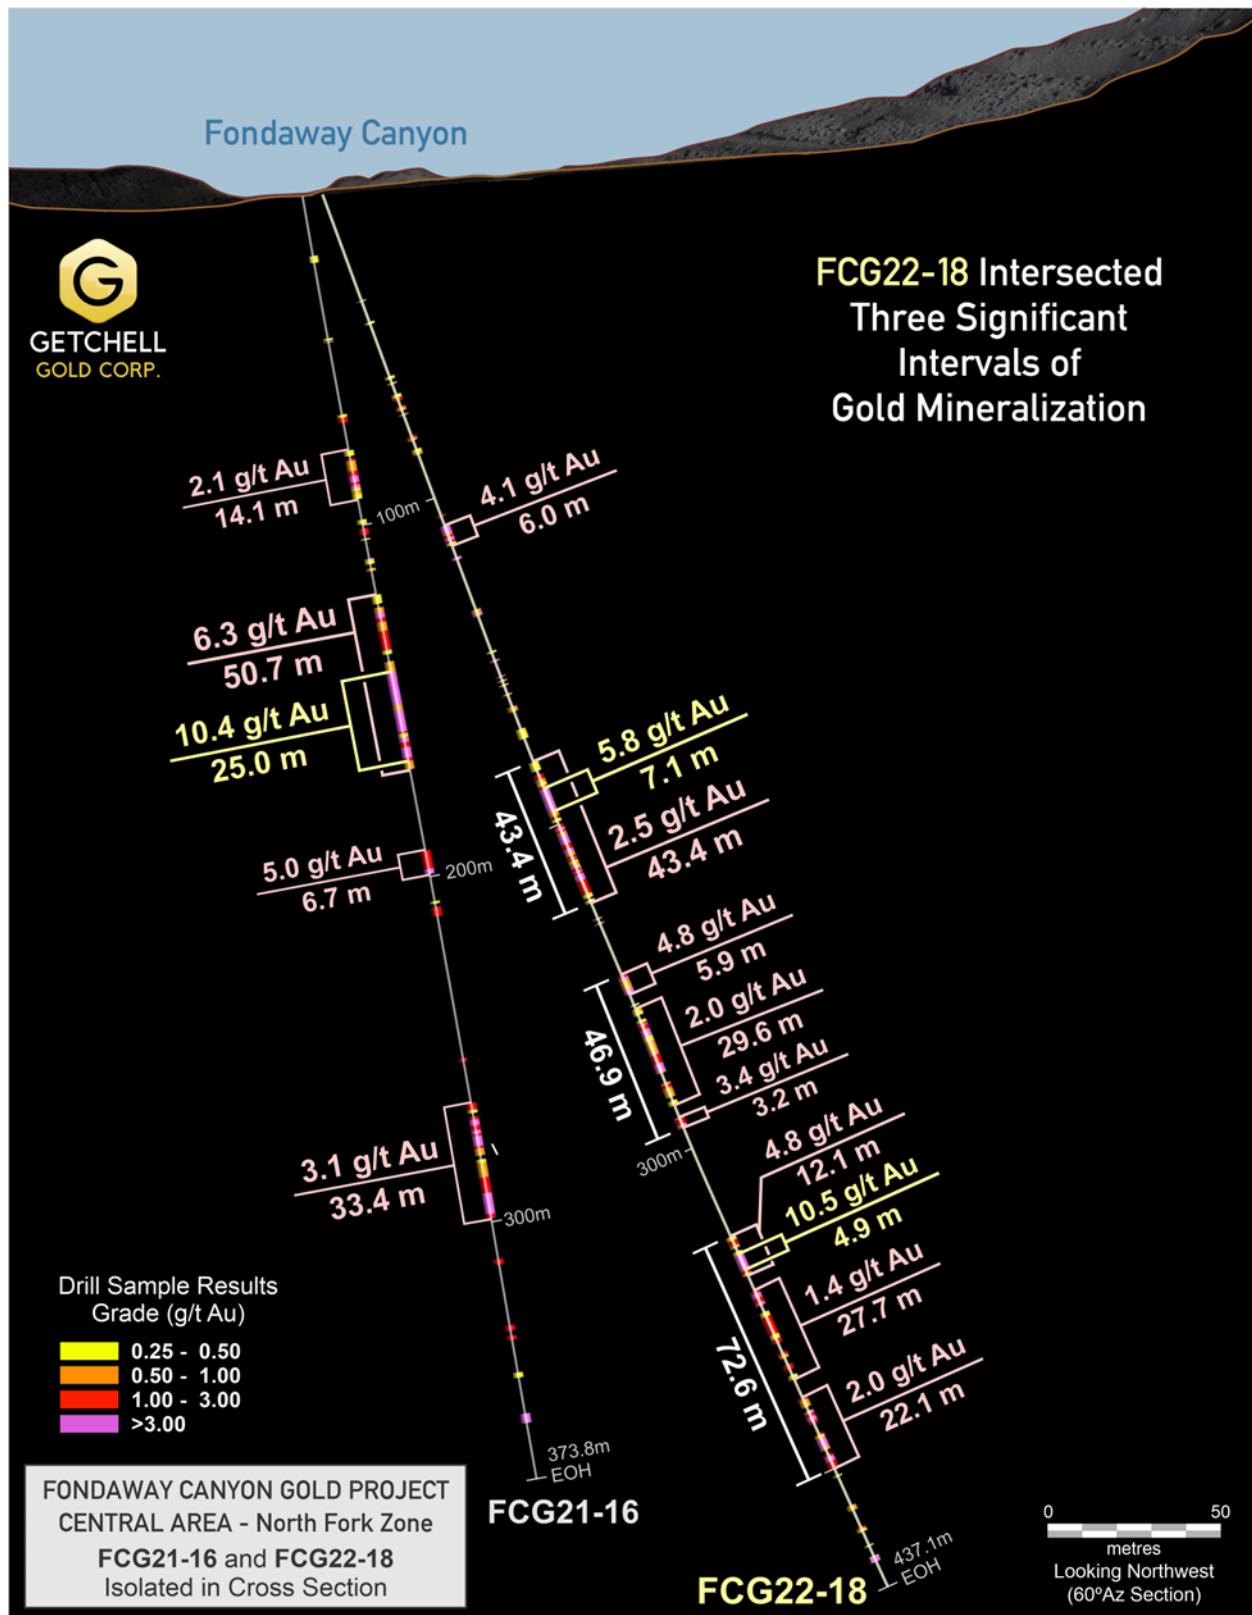 Fondaway Canyon
G
GETCHELL
GOLD CORP.
FCG22-18 Intersected
Three Significant
Intervals of
Gold Mineralization
2.1 g/t Au
14.1 m
100m
4.1 g/t Au
6.0 m
6.3 g/t Au
50.7 m
10.4 g/t Au
25.0 m
5.8 g/t Au
7.1 m
43.4 m
2.5 g/t Au
43.4 m
5.0 g/t Au
6.7 m
200m
4.8 g/t Au
5.9 m
46.9 m
2.0 g/t Au
29.6 m
3.4 g/t Au
3.2 m
3.1 g/t Au
33.4 m
300m
300m
4.8 g/t Au
12.1 m
10.5 g/t Au
4.9 m
72.6 m
1.4 g/t Au
27.7 m
2.0 g/t Au
22.1 m
Drill Sample Results
Grade (g/t Au)
0.25 - 0.50
0.50 - 1.00
1.00 - 3.00
>3.00
373.8m
EOH
FCG21-16
437.1m
EOH
FCG22-18
FONDAWAY CANYON GOLD PROJECT
CENTRAL AREA - North Fork Zone
FCG21-16 and FCG22-18
Isolated in Cross Section
0 50
metres
Looking Northwest
(60ºAz Section)